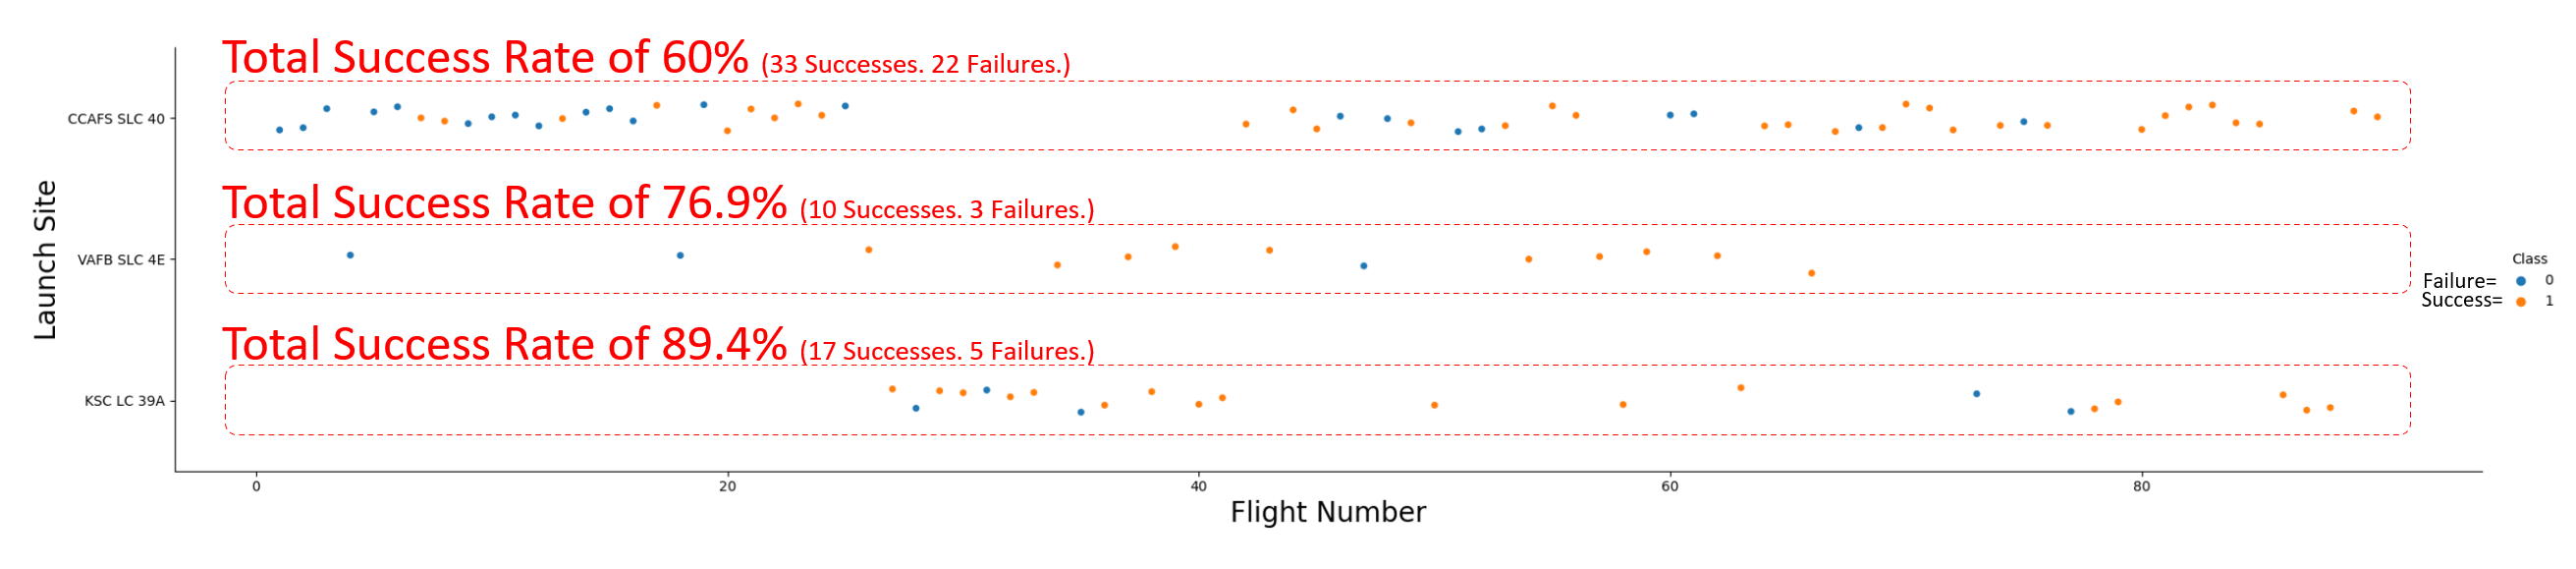 Total Success Rate of 60% (33 Successes. 22 Failures.)
CCAFS SLC 40
Total Success Rate of 76.9% (10 Successes. 3 Failures.)
VAFB SLC 4E
Total Success Rate of 89.4% (17 Successes. 5 Failures.)
KSC LC 39A
Launch Site
0 20 40 60 80
Flight Number
Class
Failure= 0
Success= 1